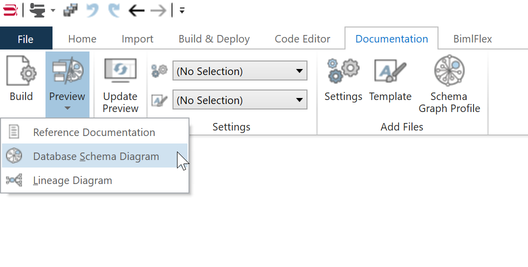 File Home Import Build & Deploy Code Editor Documentation BimlFlex
Build Preview Update Preview (No Selection) Settings Template Schema Graph Profile
(No Selection)
Settings Add Files
Reference Documentation
Database Schema Diagram
Lineage Diagram